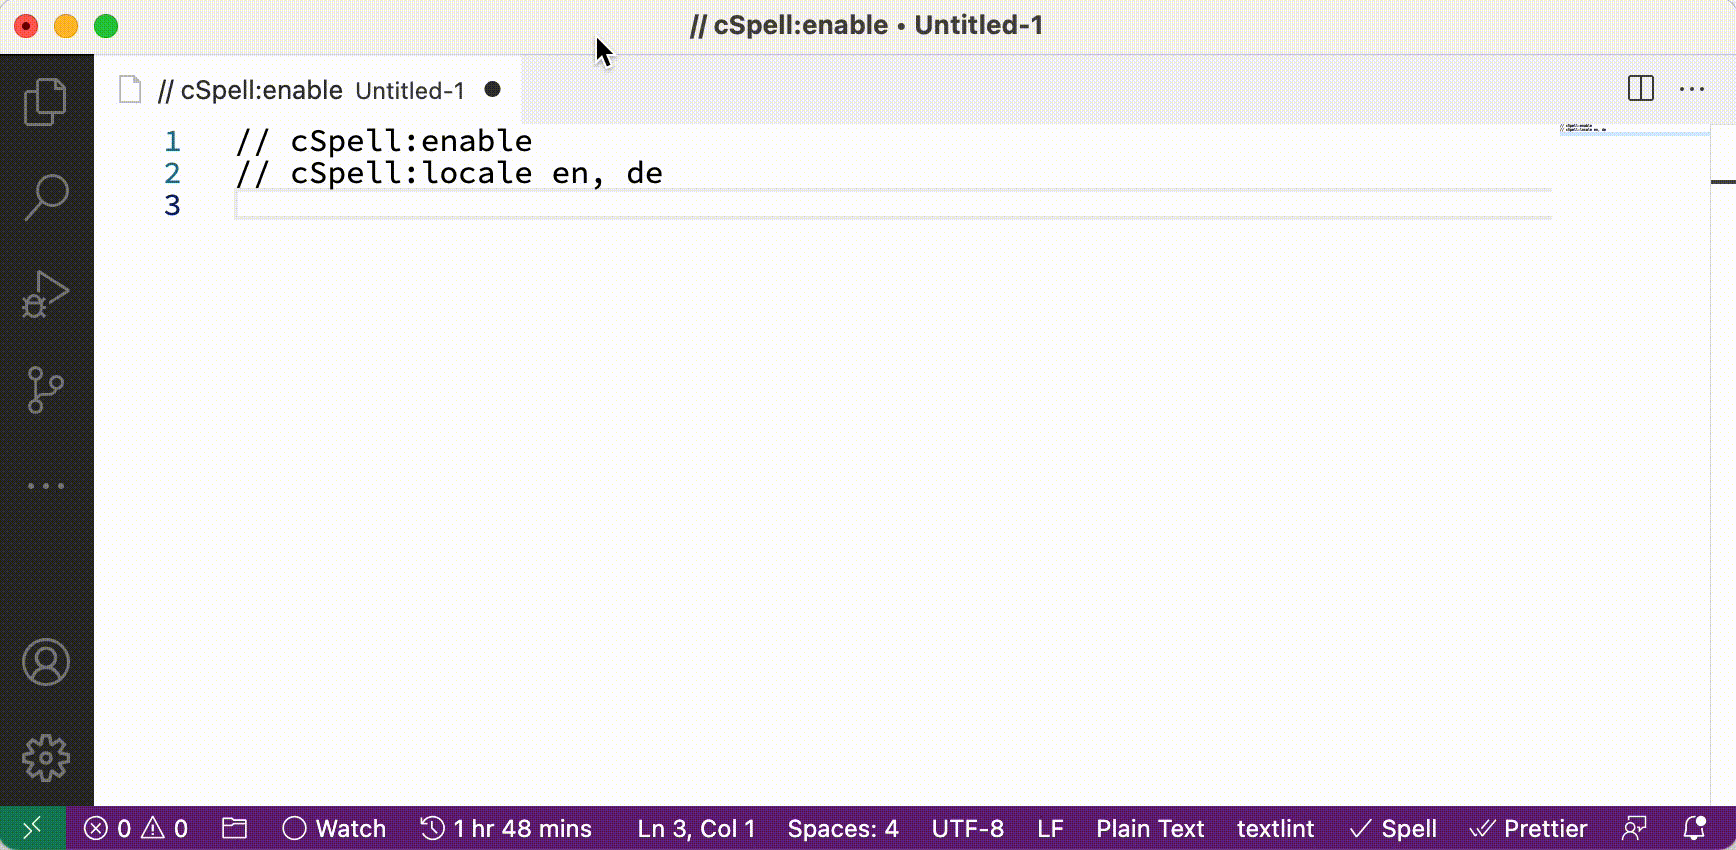 // cSpell:enable • Untitled-1
// cSpell:enable Untitled-1
1 // cSpell:enable
2 // cSpell:locale en, de
3
0 0 Watch 1 hr 48 mins Ln 3, Col 1 Spaces: 4 UTF-8 LF Plain Text textlint Spell Prettier